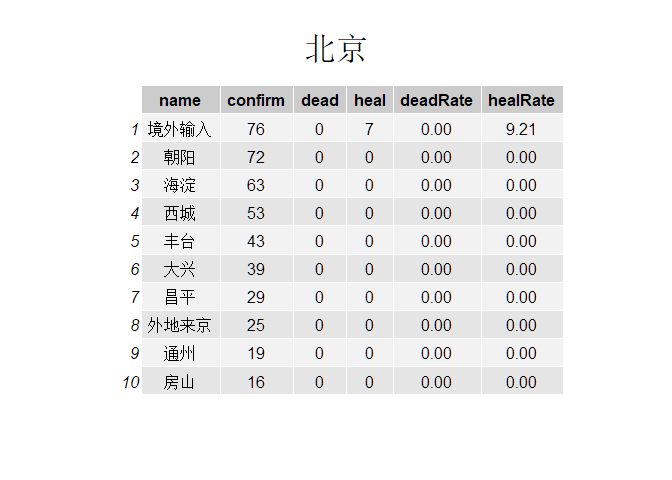 北京
name confirm dead heal deadRate healRate
1 境外输入 76 0 7 0.00 9.21
2 朝阳 72 0 0 0.00 0.00
3 海淀 63 0 0 0.00 0.00
4 西城 53 0 0 0.00 0.00
5 丰台 43 0 0 0.00 0.00
6 大兴 39 0 0 0.00 0.00
7 昌平 29 0 0 0.00 0.00
8 外地来京 25 0 0 0.00 0.00
9 通州 19 0 0 0.00 0.00
10 房山 16 0 0 0.00 0.00